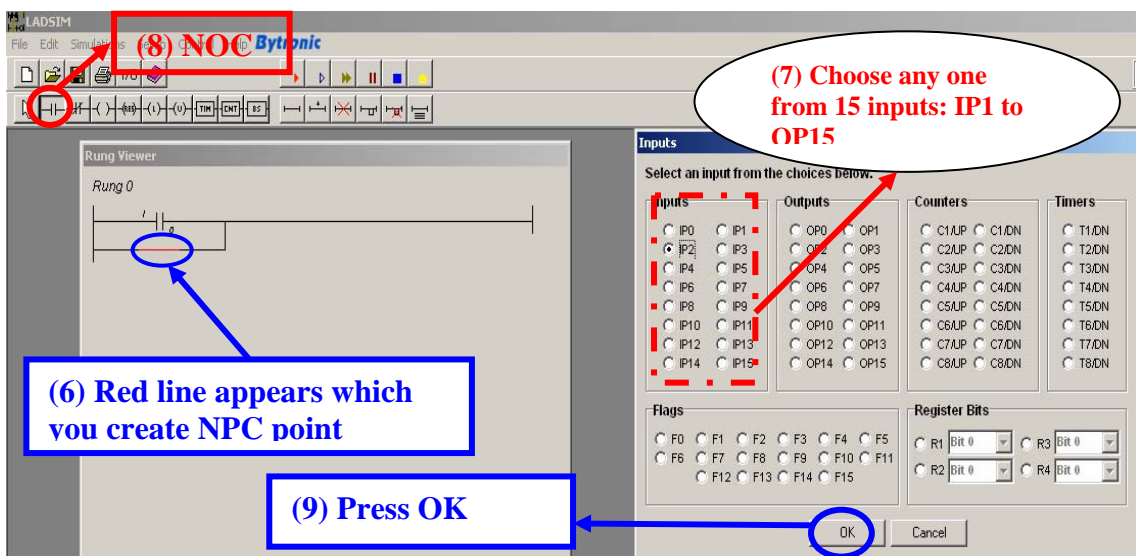 LADSIM
File Edit Simulations Control Help Bytronic
(8) NOC
I/O
(RES) (L) (U) TIM CNT BS
(7) Choose any one
from 15 inputs: IP1 to
OP15
Rung Viewer
Rung 0
I
0
(6) Red line appears which
you create NPC point
(9) Press OK
Inputs
Select an input from the choices below.
Inputs Outputs Counters Timers
IP0 IP1 OP0 OP1 C1/UP C1/DN T1/DN
IP2 IP3 OP2 OP3 C2/UP C2/DN T2/DN
IP4 IP5 OP4 OP5 C3/UP C3/DN T3/DN
IP6 IP7 OP6 OP7 C4/UP C4/DN T4/DN
IP8 IP9 OP8 OP9 C5/UP C5/DN T5/DN
IP10 IP11 OP10 OP11 C6/UP C6/DN T6/DN
IP12 IP13 OP12 OP13 C7/UP C7/DN T7/DN
IP14 IP15 OP14 OP15 C8/UP C8/DN T8/DN
Flags Register Bits
F0 F1 F2 F3 F4 F5 R1 Bit 0 R3 Bit 0
F6 F7 F8 F9 F10 F11 R2 Bit 0 R4 Bit 0
F12 F13 F14 F15
OK Cancel